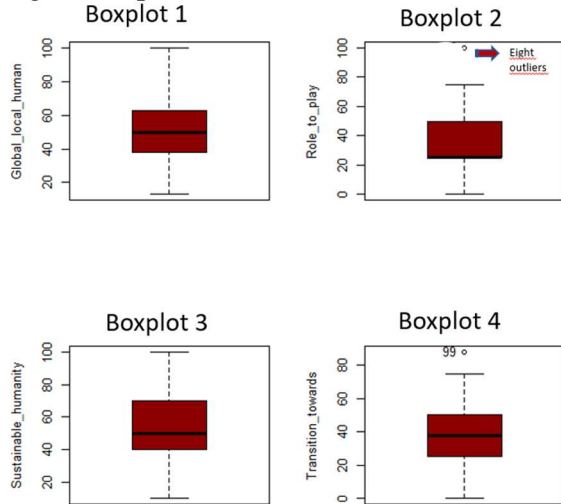 Boxplot 1
Global_local_human
100
80
60
40
20
Boxplot 2
Role_to_play
100
80
60
40
20
0
Eight
outliers
Boxplot 3
Sustainable_humanity
100
80
60
40
20
Boxplot 4
Transition_towards
80
60
40
20
0
99